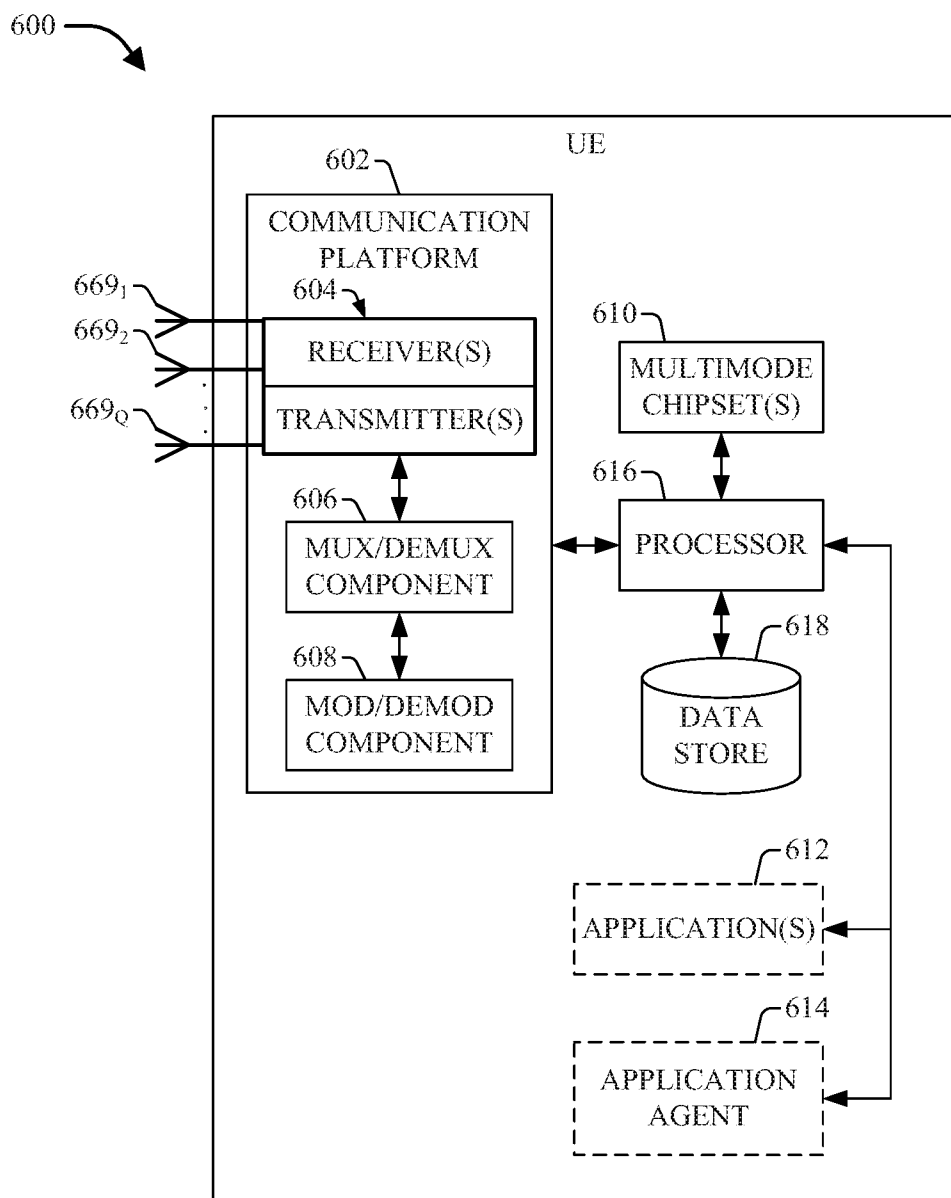 600
UE
602
COMMUNICATION
PLATFORM
669₁
604
669₂
RECEIVER(S)
669Q
TRANSMITTER(S)
610
MULTIMODE
CHIPSET(S)
606
MUX/DEMUX
COMPONENT
616
PROCESSOR
608
MOD/DEMOD
COMPONENT
618
DATA
STORE
612
APPLICATION(S)
614
APPLICATION
AGENT